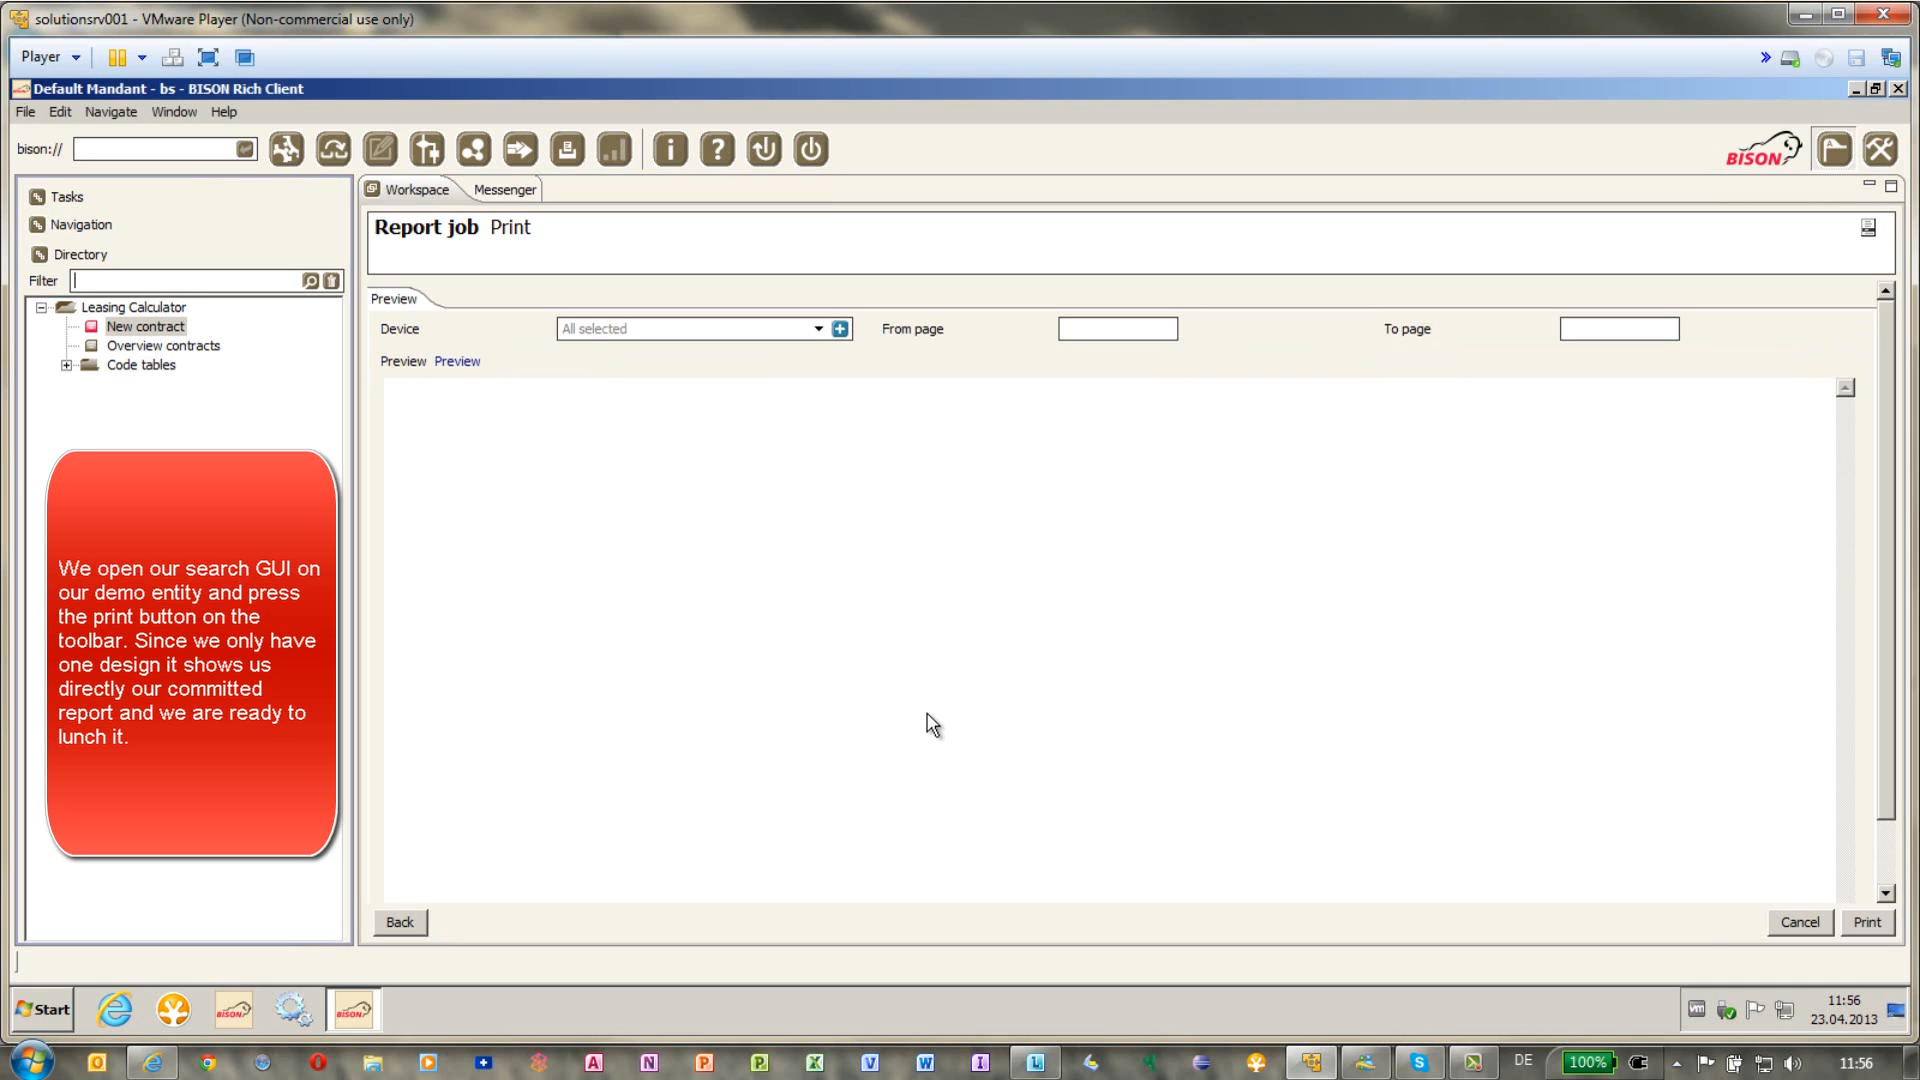 solutionsrv001 - VMware Player (Non-commercial use only)
Player
Default Mandant - bs - BISON Rich Client
File Edit Navigate Window Help
bison://
BISON
Tasks
Navigation
Directory
Filter
Leasing Calculator
New contract
Overview contracts
Code tables
We open our search GUI on
our demo entity and press
the print button on the
toolbar. Since we only have
one design it shows us
directly our committed
report and we are ready to
lunch it.
Workspace Messenger
Report job Print
Preview
Device All selected From page To page
Preview Preview
Back Cancel Print
Start
BISON
BISON
11:56
23.04.2013
DE
100%
11:56